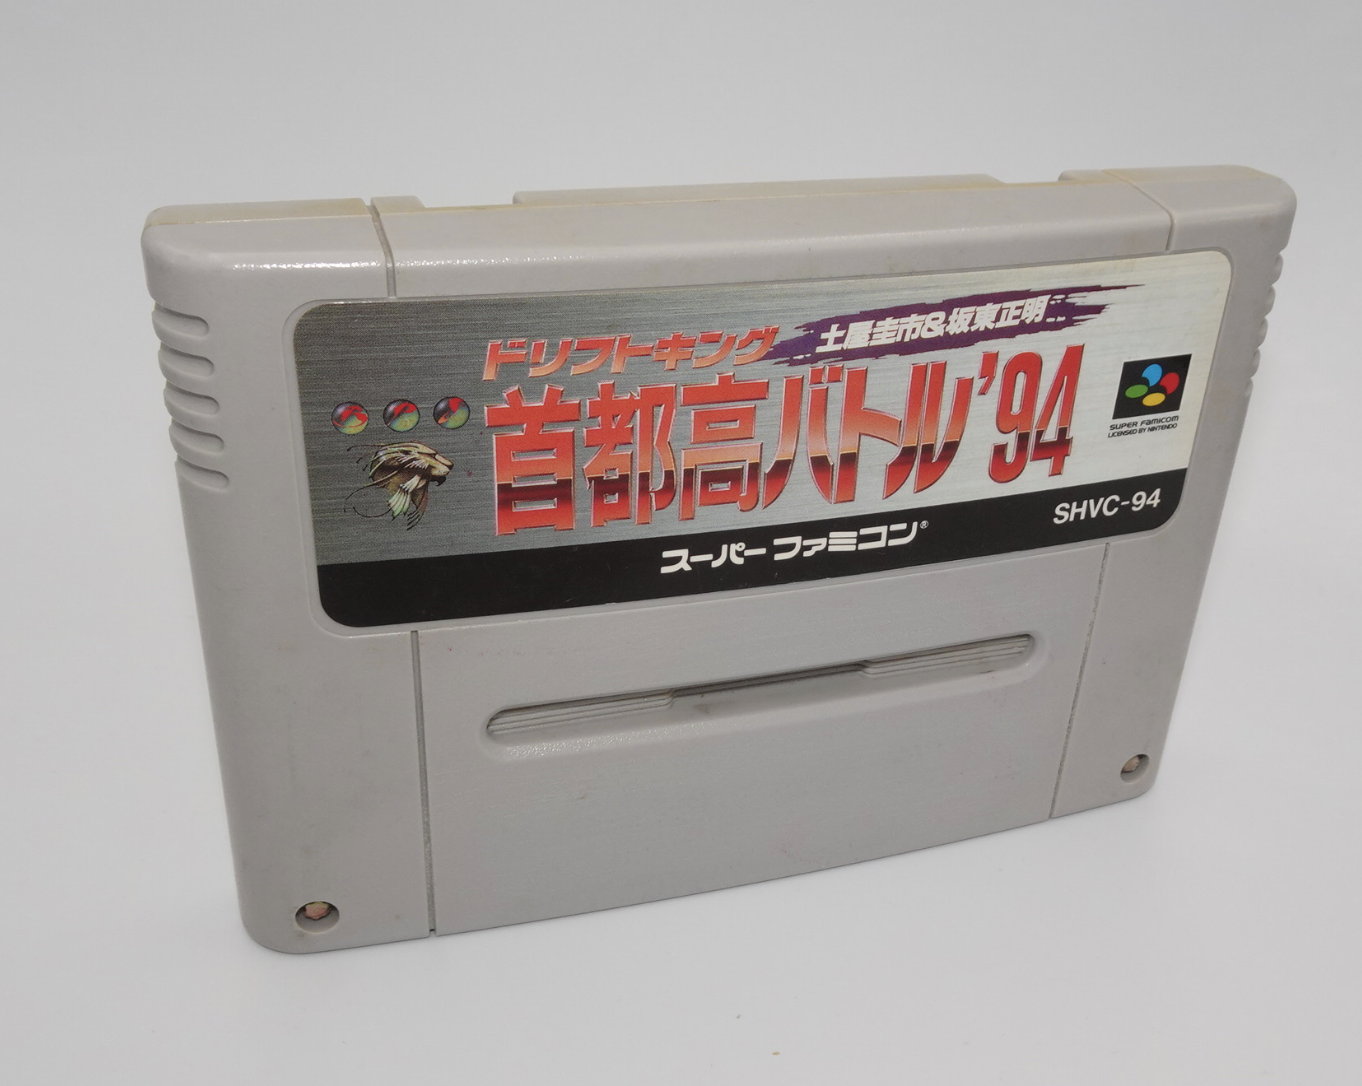 土屋圭市&坂東正明
ドリフトキング
首都高バトル'94
SUPER FAMICOM
LICENSED BY NINTENDO
SHVC-94
スーパーファミコン®